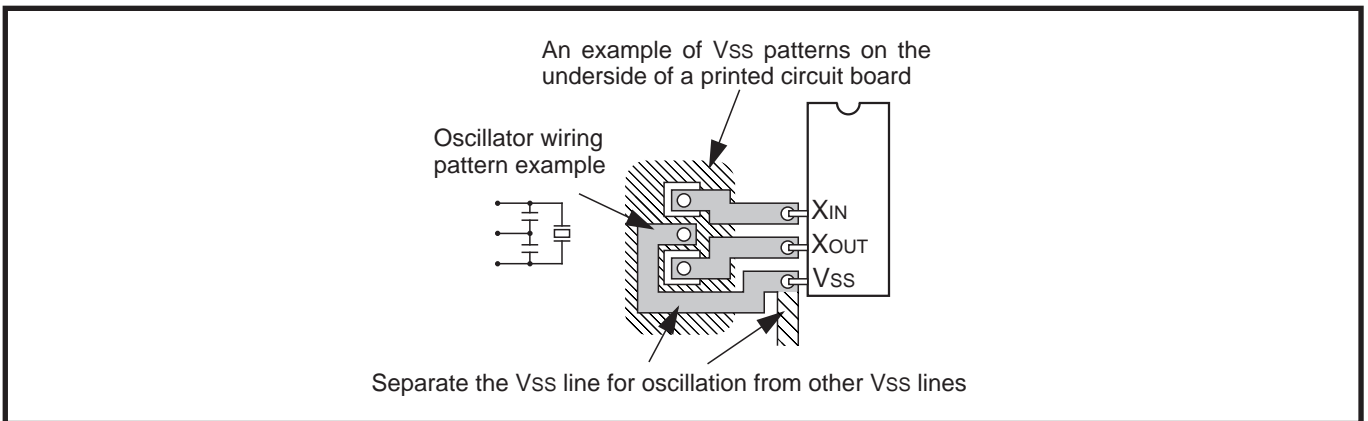 An example of VSS patterns on the
underside of a printed circuit board
Oscillator wiring
pattern example
XIN
XOUT
VSS
Separate the VSS line for oscillation from other VSS lines